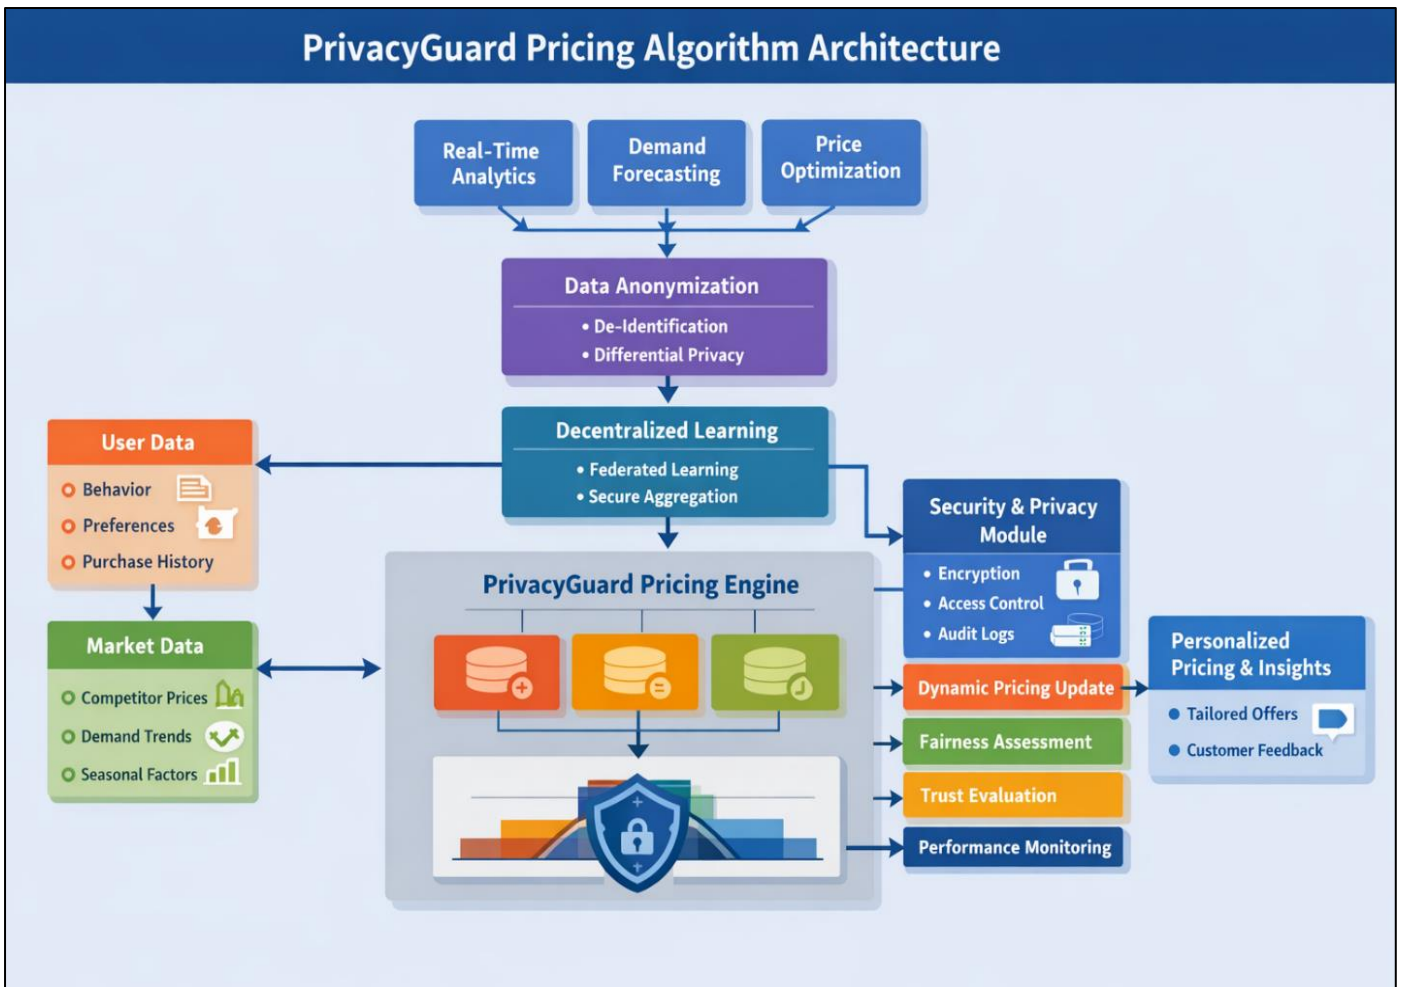 PrivacyGuard Pricing Algorithm Architecture
Real-Time
Analytics
Demand
Forecasting
Price
Optimization
Data Anonymization
• De-Identification
• Differential Privacy
Decentralized Learning
• Federated Learning
• Secure Aggregation
User Data
Behavior
Preferences
Purchase History
Market Data
Competitor Prices
Demand Trends
Seasonal Factors
PrivacyGuard Pricing Engine
Security & Privacy
Module
• Encryption
• Access Control
• Audit Logs
Dynamic Pricing Update
Fairness Assessment
Trust Evaluation
Performance Monitoring
Personalized
Pricing & Insights
• Tailored Offers
• Customer Feedback